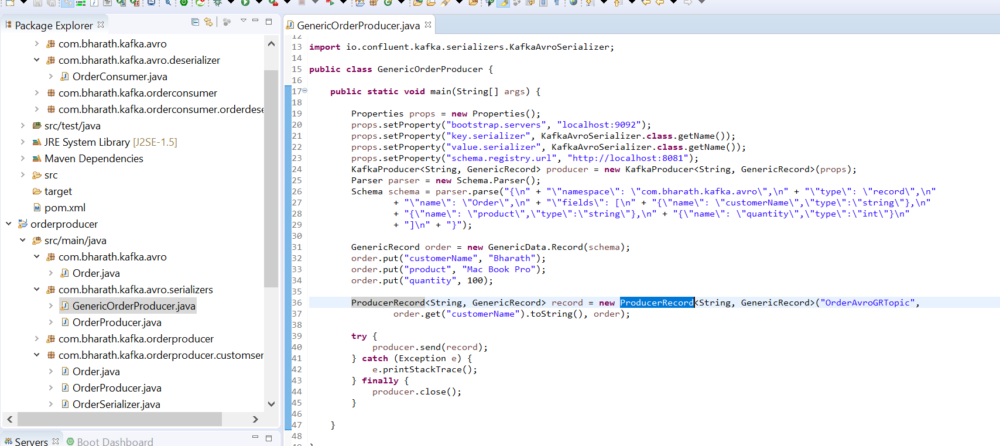 Package Explorer
com.bharath.kafka.avro
com.bharath.kafka.avro.deserializer
OrderConsumer.java
com.bharath.kafka.orderconsumer
com.bharath.kafka.orderconsumer.orderdese
src/test/java
JRE System Library [J2SE-1.5]
Maven Dependencies
src
target
pom.xml
orderproducer
src/main/java
com.bharath.kafka.avro
Order.java
com.bharath.kafka.avro.serializers
GenericOrderProducer.java
OrderProducer.java
com.bharath.kafka.orderproducer
com.bharath.kafka.orderproducer.customser
Order.java
OrderProducer.java
OrderSerializer.java
Servers Boot Dashboard
GenericOrderProducer.java
12
13 import io.confluent.kafka.serializers.KafkaAvroSerializer;
14
15 public class GenericOrderProducer {
16
17 public static void main(String[] args) {
18
19 Properties props = new Properties();
20 props.setProperty("bootstrap.servers", "localhost:9092");
21 props.setProperty("key.serializer", KafkaAvroSerializer.class.getName());
22 props.setProperty("value.serializer", KafkaAvroSerializer.class.getName());
23 props.setProperty("schema.registry.url", "http://localhost:8081");
24 KafkaProducer<String, GenericRecord> producer = new KafkaProducer<String, GenericRecord>(props);
25 Parser parser = new Schema.Parser();
26 Schema schema = parser.parse("{\n" + "\"namespace\": \"com.bharath.kafka.avro\",\n" + "\"type\": \"record\",\n"
27 + "\"name\": \"Order\",\n" + "\"fields\": [\n" + "{\"name\": \"customerName\",\"type\":\"string\"},\n"
28 + "{\"name\": \"product\",\"type\":\"string\"},\n" + "{\"name\": \"quantity\",\"type\":\"int\"}\n"
29 + "]\n" + "}");
30
31 GenericRecord order = new GenericData.Record(schema);
32 order.put("customerName", "Bharath");
33 order.put("product", "Mac Book Pro");
34 order.put("quantity", 100);
35
36 ProducerRecord<String, GenericRecord> record = new ProducerRecord<String, GenericRecord>("OrderAvroGRTopic",
37 order.get("customerName").toString(), order);
38
39 try {
40 producer.send(record);
41 } catch (Exception e) {
42 e.printStackTrace();
43 } finally {
44 producer.close();
45 }
46
47 }
48